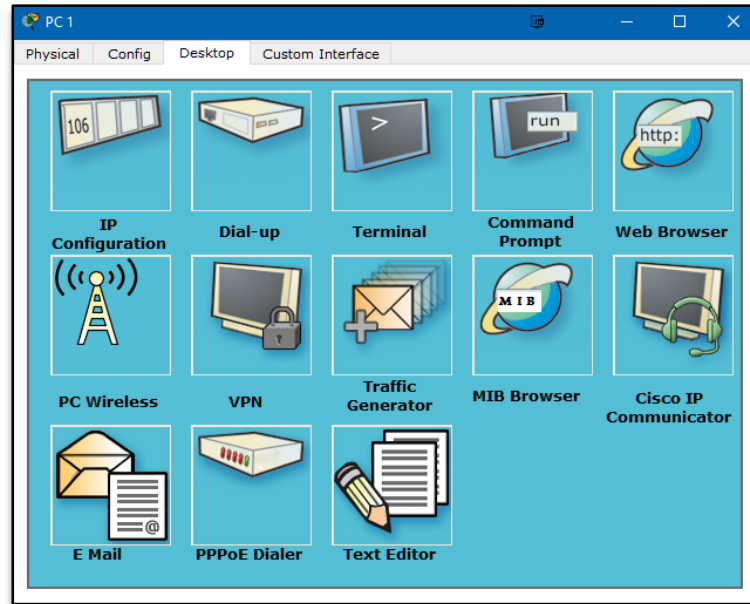 PC 1
Physical Config Desktop Custom Interface
106
>
run
http:
IP
Configuration
Dial-up
Terminal
Command
Prompt
Web Browser
MIB
PC Wireless
VPN
Traffic
Generator
MIB Browser
Cisco IP
Communicator
@
E Mail
PPPoE Dialer
Text Editor